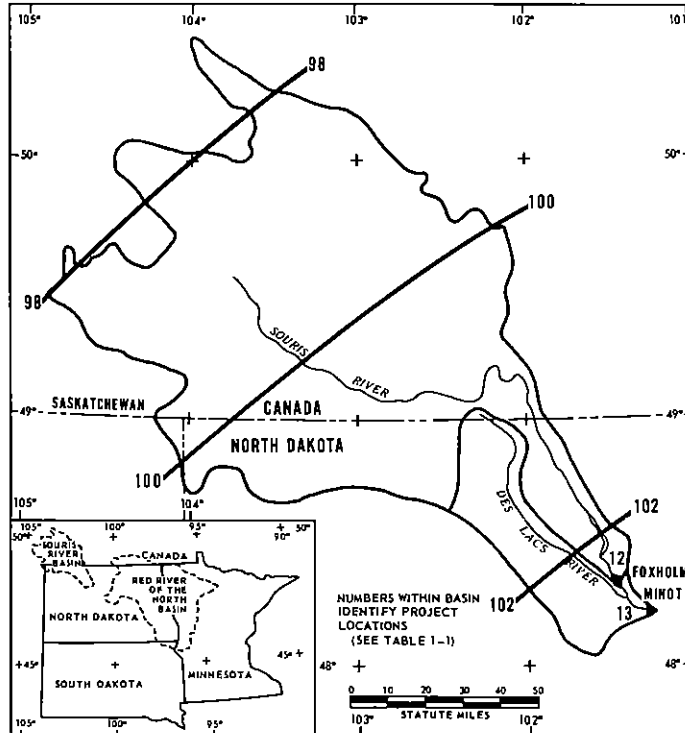 105°
104°
103°
102°
98
50°
50°
100
98
SOURIS
RIVER
SASKATCHEWAN
CANADA
49°
49°
NORTH DAKOTA
100
104°
105°
DES LACS
RIVER
102
12
FOXHOLM
MINOT
13
102
NUMBERS WITHIN BASIN
IDENTIFY PROJECT
LOCATIONS
(SEE TABLE 1-1)
48°
48°
0 10 20 30 40 50
STATUTE MILES
103°
102°
105°
100°
95°
90°
50°
50°
SOURIS
RIVER
BASIN
CANADA
RED RIVER
OF THE
NORTH
BASIN
NORTH DAKOTA
45°
45°
MINNESOTA
SOUTH DAKOTA
105°
100°
95°